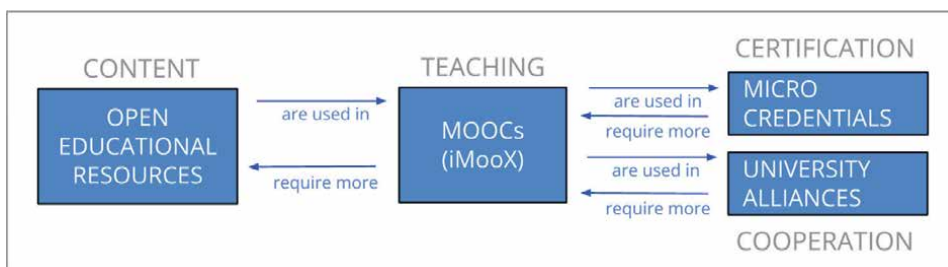 CONTENT
OPEN
EDUCATIONAL
RESOURCES
are used in
require more
TEACHING
MOOCs
(iMooX)
are used in
require more
are used in
require more
CERTIFICATION
MICRO
CREDENTIALS
UNIVERSITY
ALLIANCES
COOPERATION